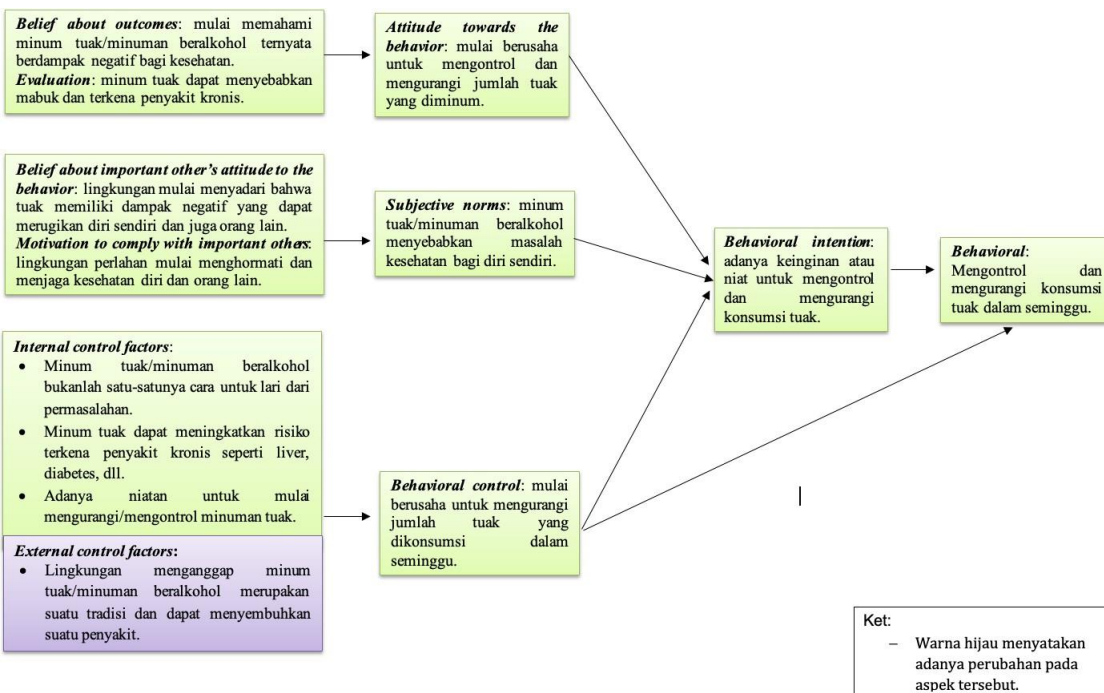 Belief about outcomes: mulai memahami
minum tuak/minuman beralkohol ternyata
berdampak negatif bagi kesehatan.
Evaluation: minum tuak dapat menyebabkan
mabuk dan terkena penyakit kronis.
Attitude towards the
behavior: mulai berusaha
untuk mengontrol dan
mengurangi jumlah tuak
yang diminum.
Belief about important other's attitude to the
behavior: lingkungan mulai menyadari bahwa
tuak memiliki dampak negatif yang dapat
merugikan diri sendiri dan juga orang lain.
Motivation to comply with important others:
lingkungan perlahan mulai menghormati dan
menjaga kesehatan diri dan orang lain.
Subjective norms: minum
tuak/minuman beralkohol
menyebabkan masalah
kesehatan bagi diri sendiri.
Behavioral intention:
adanya keinginan atau
niat untuk mengontrol
dan mengurangi
konsumsi tuak.
Behavioral:
Mengontrol dan
mengurangi konsumsi
tuak dalam seminggu.
Internal control factors:
• Minum tuak/minuman beralkohol
bukanlah satu-satunya cara untuk lari dari
permasalahan.
• Minum tuak dapat meningkatkan risiko
terkena penyakit kronis seperti liver,
diabetes, dll.
• Adanya niatan untuk mulai
mengurangi/mengontrol minuman tuak.
External control factors:
• Lingkungan menganggap minum
tuak/minuman beralkohol merupakan
suatu tradisi dan dapat menyembuhkan
suatu penyakit.
Behavioral control: mulai
berusaha untuk mengurangi
jumlah tuak yang
dikonsumsi dalam
seminggu.
Ket:
– Warna hijau menyatakan
adanya perubahan pada
aspek tersebut.